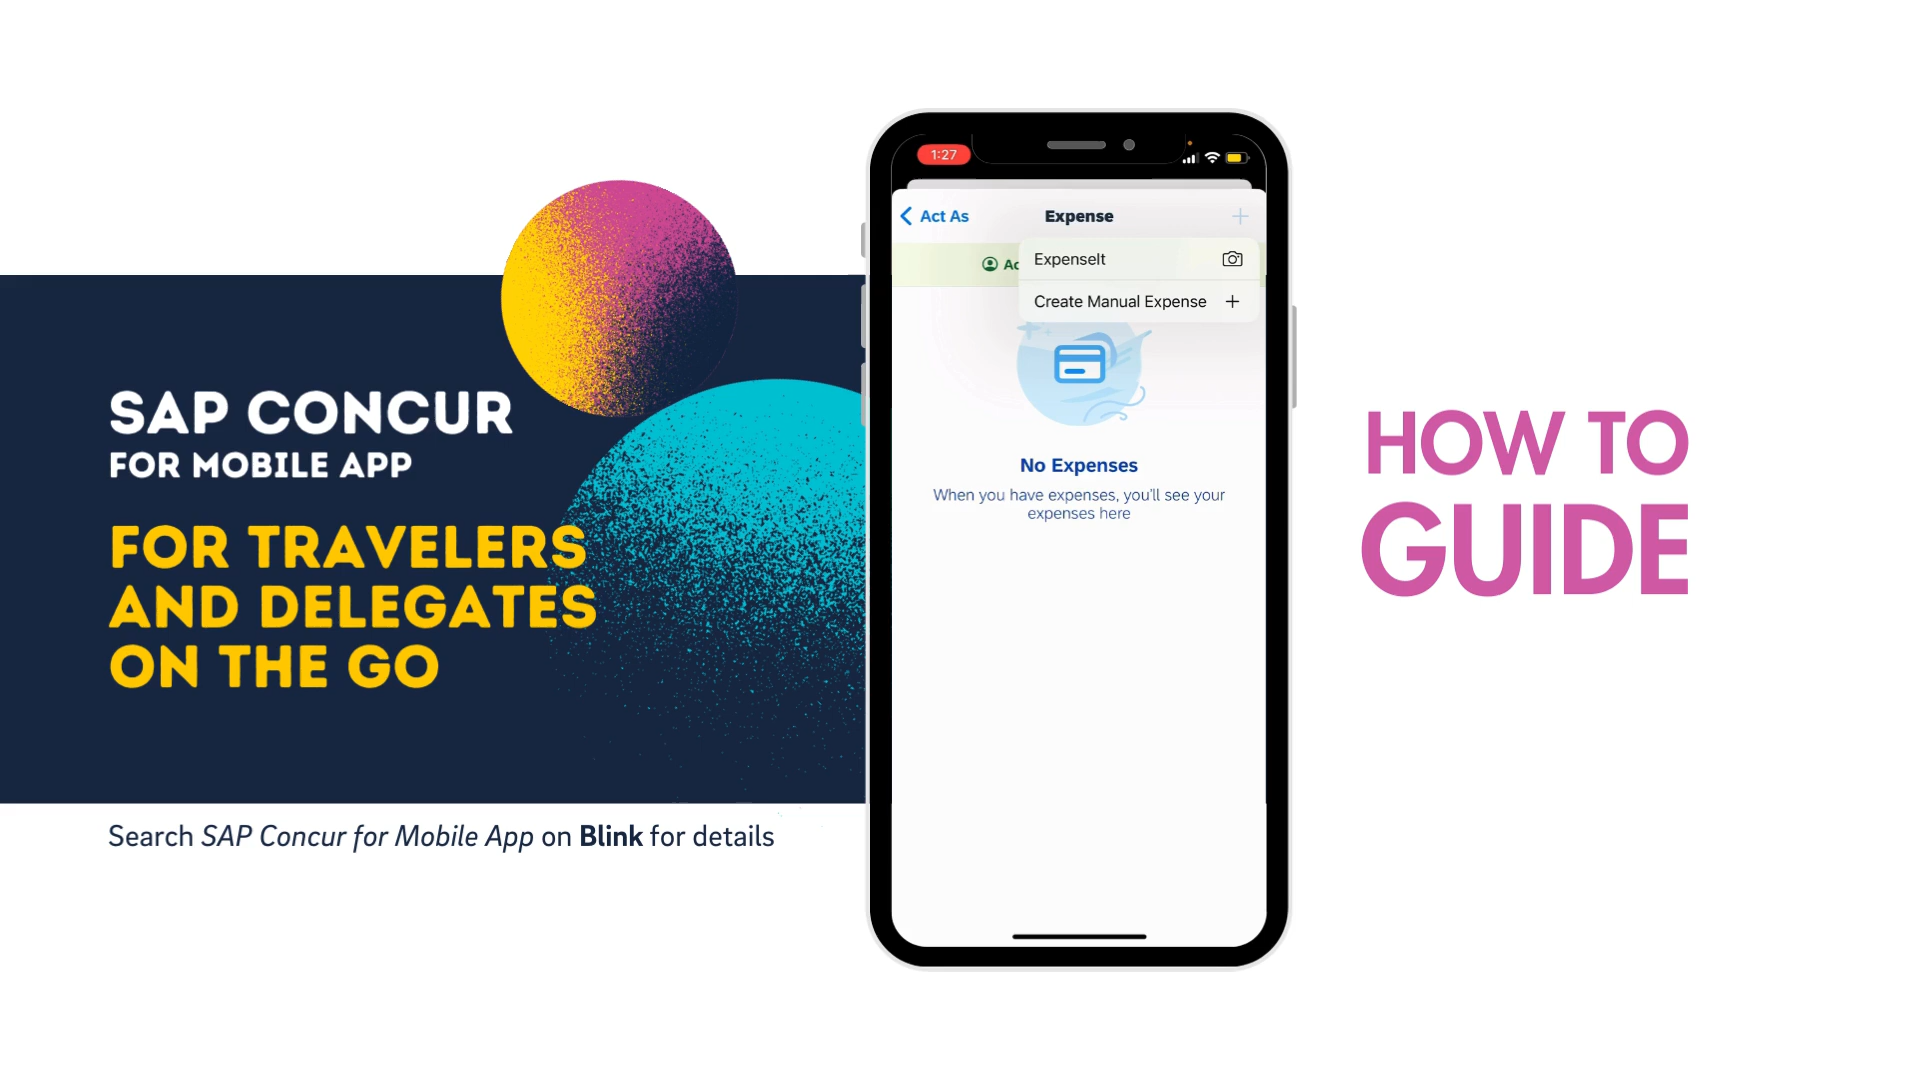 SAP CONCUR
FOR MOBILE APP
FOR TRAVELERS
AND DELEGATES
ON THE GO
Search SAP Concur for Mobile App on Blink for details
1:27
Act As
Expense
Ac
ExpenseIt
Create Manual Expense
No Expenses
When you have expenses, you'll see your
expenses here
HOW TO
GUIDE